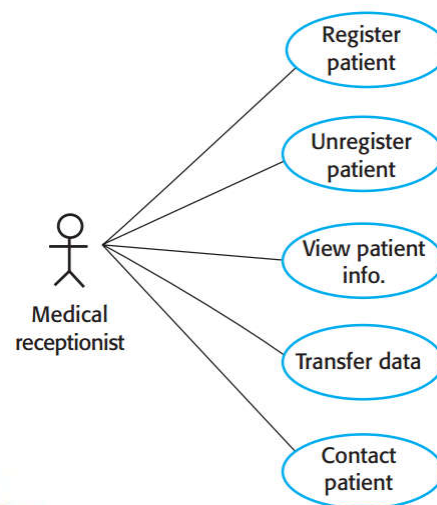 Register
patient
Unregister
patient
View patient
info.
Medical
receptionist
Transfer data
Contact
patient